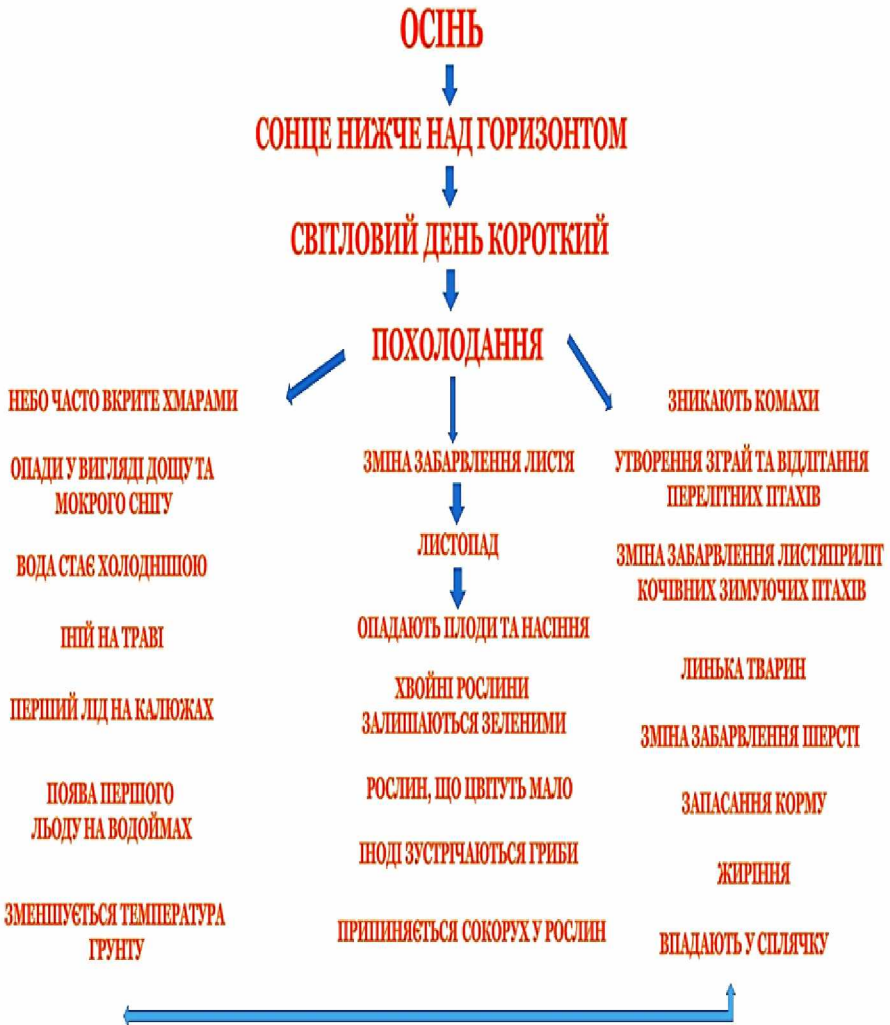 ОСІНЬ
СОНЦЕ НИЖЧЕ НАД ГОРИЗОНТОМ
СВІТЛОВИЙ ДЕНЬ КОРОТКИЙ
ПОХОЛОДАННЯ
НЕБО ЧАСТО ВКРИТЕ ХМАРАМИ
ОПАДИ У ВИГЛЯДІ ДОЩУ ТА
МОКРОГО СНІГУ
ВОДА СТАЄ ХОЛОДНІШОЮ
ІНІЙ НА ТРАВІ
ПЕРШИЙ ЛІД НА КАЛЮЖАХ
ПОЯВА ПЕРШОГО
ЛЬОДУ НА ВОДОЙМАХ
ЗМЕНШУЄТЬСЯ ТЕМПЕРАТУРА
ГРУНТУ
ЗМІНА ЗАБАРВЛЕННЯ ЛИСТЯ
ЛИСТОПАД
ОПАДАЮТЬ ПЛОДИ ТА НАСІННЯ
ХВОЙНІ РОСЛИНИ
ЗАЛИШАЮТЬСЯ ЗЕЛЕНИМИ
РОСЛИН, ЩО ЦВІТУТЬ МАЛО
ІНОДІ ЗУСТРІЧАЮТЬСЯ ГРИБИ
ПРИПИНЯЄТЬСЯ СОКОРУХ У РОСЛИН
ЗНИКАЮТЬ КОМАХИ
УТВОРЕННЯ ЗГРАЙ ТА ВІДЛІТАННЯ
ПЕРЕЛІТНИХ ПТАХІВ
ЗМІНА ЗАБАРВЛЕННЯ ЛИСТЯПРИЛІТ
КОЧІВНИХ ЗИМУЮЧИХ ПТАХІВ
ЛИНЬКА ТВАРИН
ЗМІНА ЗАБАРВЛЕННЯ ШЕРСТІ
ЗАПАСАННЯ КОРМУ
ЖИРІННЯ
ВПАДАЮТЬ У СПЛЯЧКУ